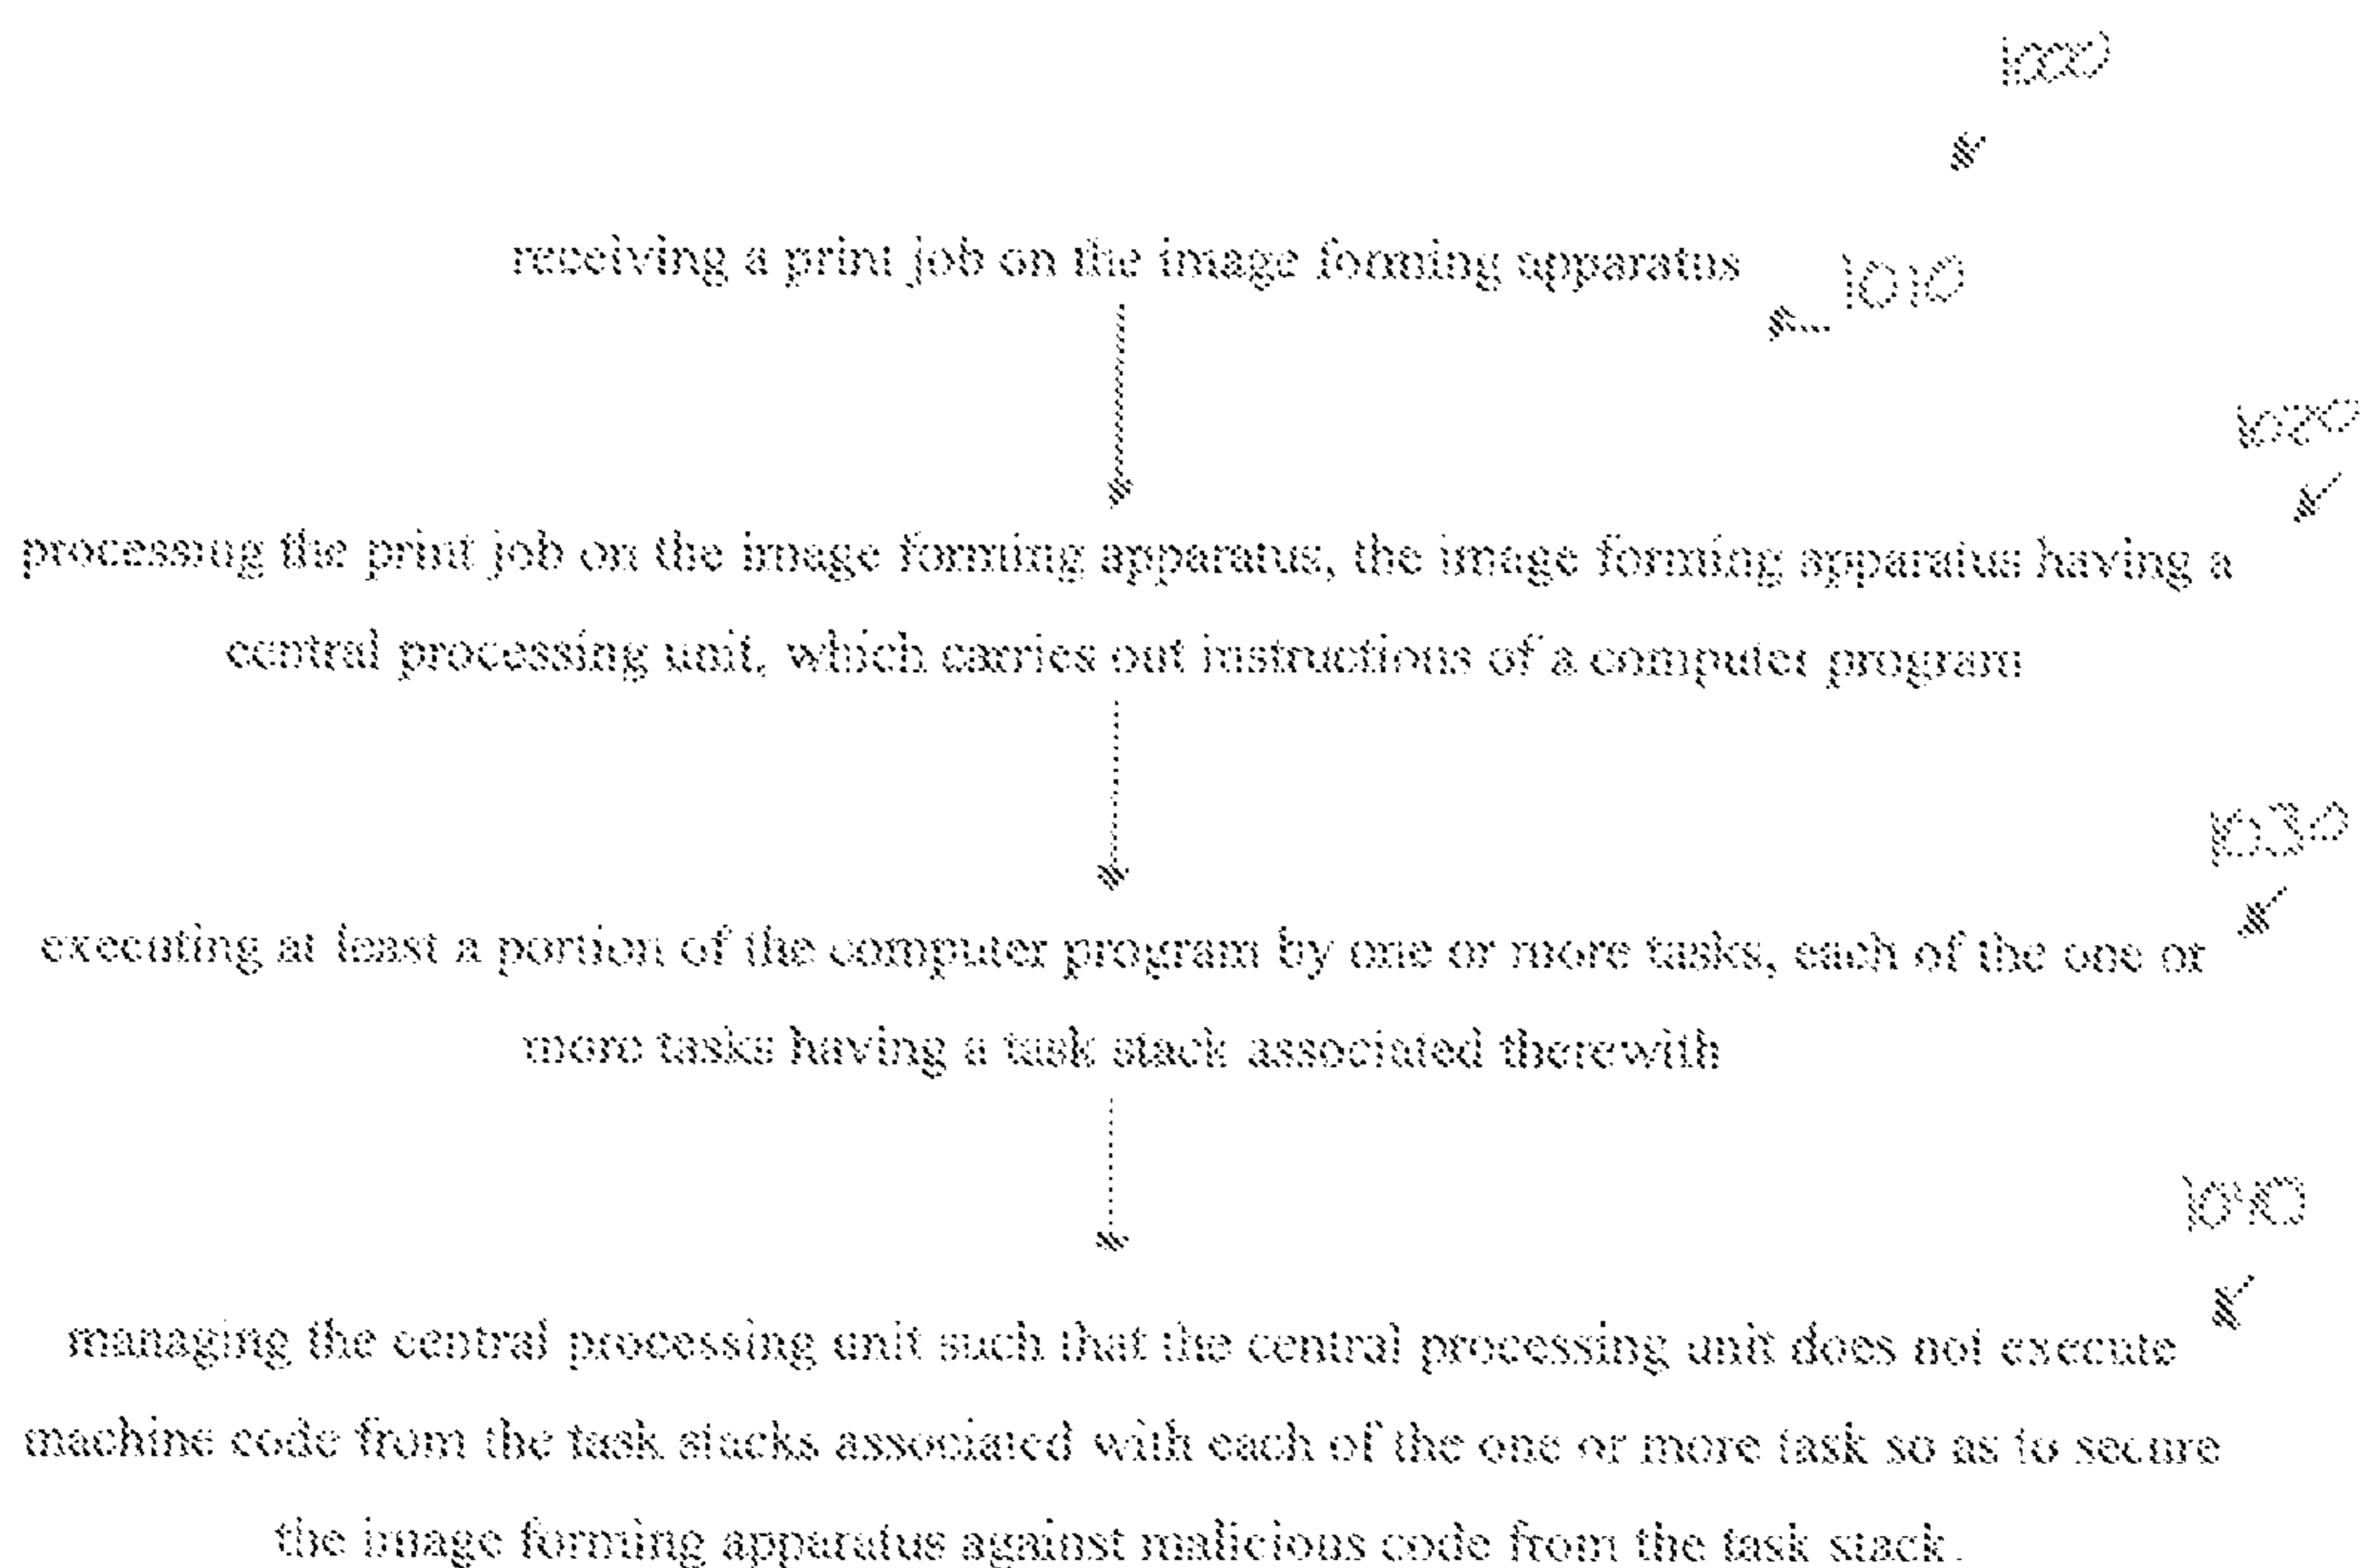 1000
receiving a print job on the image forming apparatus
1010
1020
processing the print job on the image forming apparatus, the image forming apparatus having a
central processing unit, which carries out instructions of a computer program
1030
executing at least a portion of the computer program by one or more tasks, each of the one or
more tasks having a task stack associated therewith
1040
managing the central processing unit such that the central processing unit does not execute
machine code from the task stacks associated with each of the one or more task so as to secure
the image forming apparatus against malicious code from the task stack.